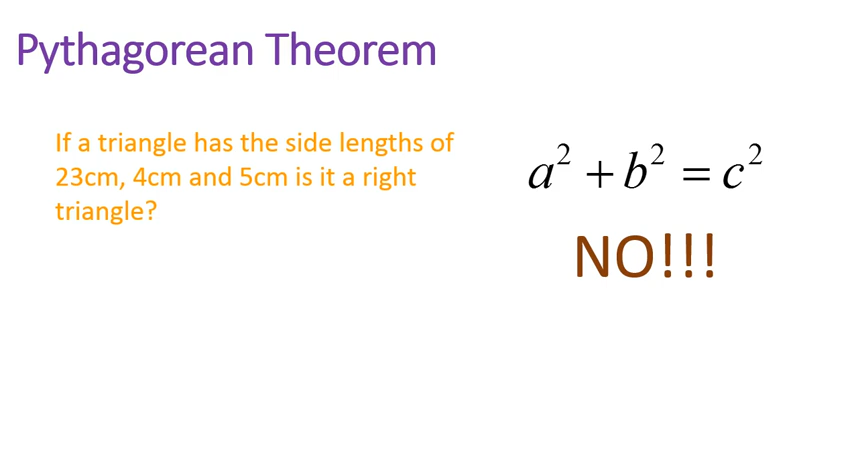 Pythagorean Theorem
If a triangle has the side lengths of
23cm, 4cm and 5cm is it a right
triangle?
a² + b² = c²
NO!!!